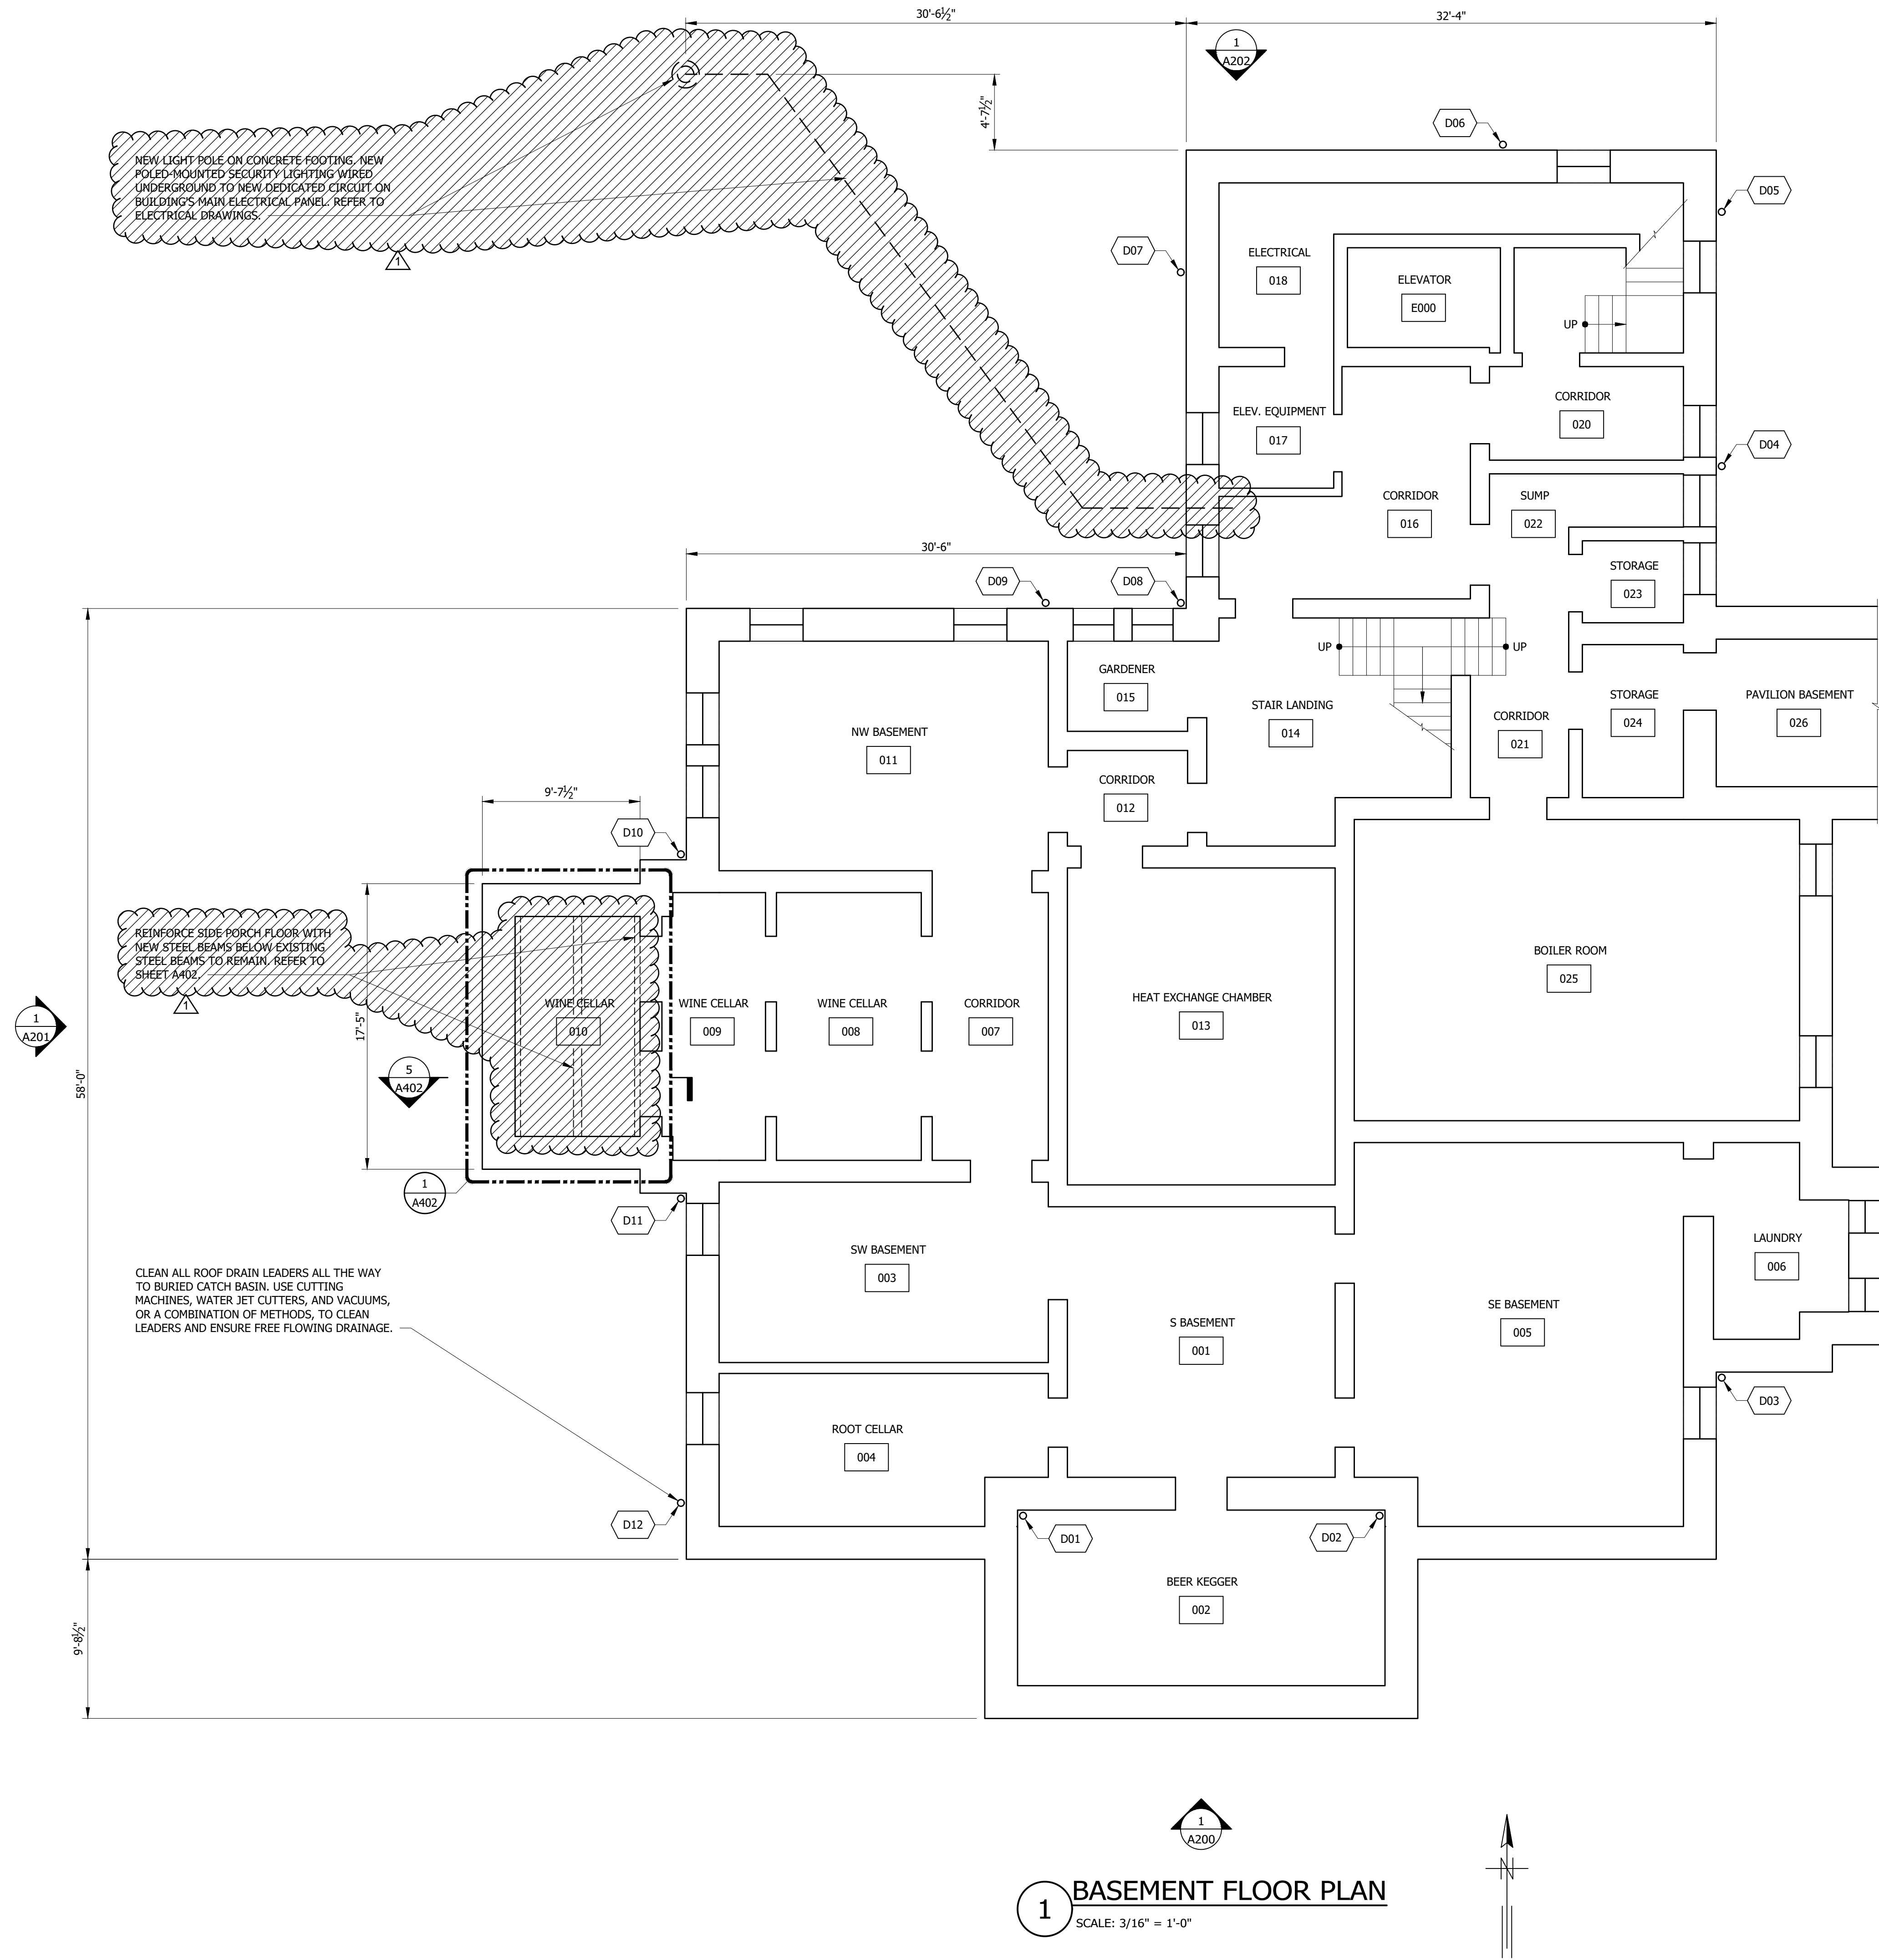 30'-6½"
32'-4"
1
A202
4'-7½"
D06
NEW LIGHT POLE ON CONCRETE FOOTING. NEW
POLED-MOUNTED SECURITY LIGHTING WIRED
UNDERGROUND TO NEW DEDICATED CIRCUIT ON
BUILDING'S MAIN ELECTRICAL PANEL. REFER TO
ELECTRICAL DRAWINGS.
1
D05
D07
ELECTRICAL
018
ELEVATOR
E000
UP
CORRIDOR
020
ELEV. EQUIPMENT
017
D04
CORRIDOR
016
SUMP
022
30'-6"
D09
D08
STORAGE
023
UP
UP
GARDENER
015
STAIR LANDING
014
CORRIDOR
021
STORAGE
024
PAVILION BASEMENT
026
NW BASEMENT
011
CORRIDOR
012
9'-7½"
D10
REINFORCE SIDE PORCH FLOOR WITH
NEW STEEL BEAMS BELOW EXISTING
STEEL BEAMS TO REMAIN. REFER TO
SHEET A402.
1
1
A201
58'-0"
17'-5"
WINE CELLAR
010
WINE CELLAR
009
WINE CELLAR
008
CORRIDOR
007
HEAT EXCHANGE CHAMBER
013
BOILER ROOM
025
5
A402
1
A402
D11
SW BASEMENT
003
LAUNDRY
006
CLEAN ALL ROOF DRAIN LEADERS ALL THE WAY
TO BURIED CATCH BASIN. USE CUTTING
MACHINES, WATER JET CUTTERS, AND VACUUMS,
OR A COMBINATION OF METHODS, TO CLEAN
LEADERS AND ENSURE FREE FLOWING DRAINAGE.
S BASEMENT
001
SE BASEMENT
005
D03
ROOT CELLAR
004
D12
D01
D02
BEER KEGGER
002
9'-8½"
1
A200
N
1
BASEMENT FLOOR PLAN
SCALE: 3/16" = 1'-0"